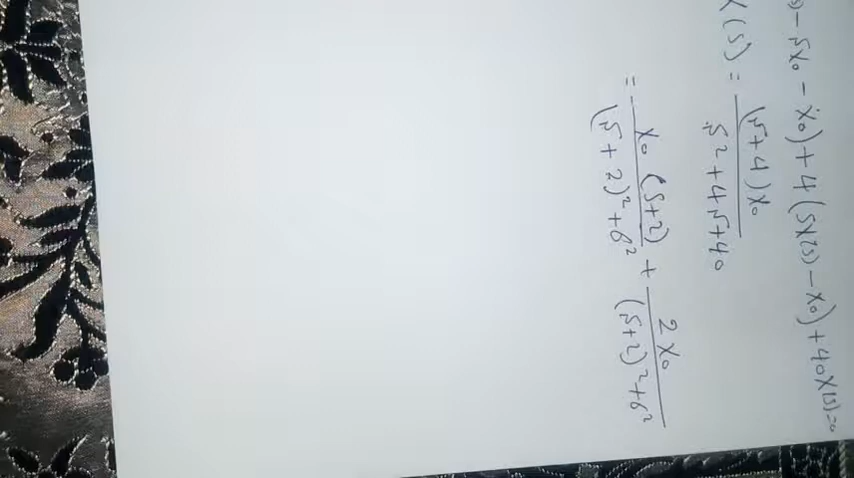 s) - sx₀ - ẋ₀) + 4(sX(s) - x₀) + 40X(s) = 0
X(s) = (s+4)x₀ / s² + 4s + 40
= x₀(s+2) / (s+2)² + 6² + 2x₀ / (s+2)² + 6²